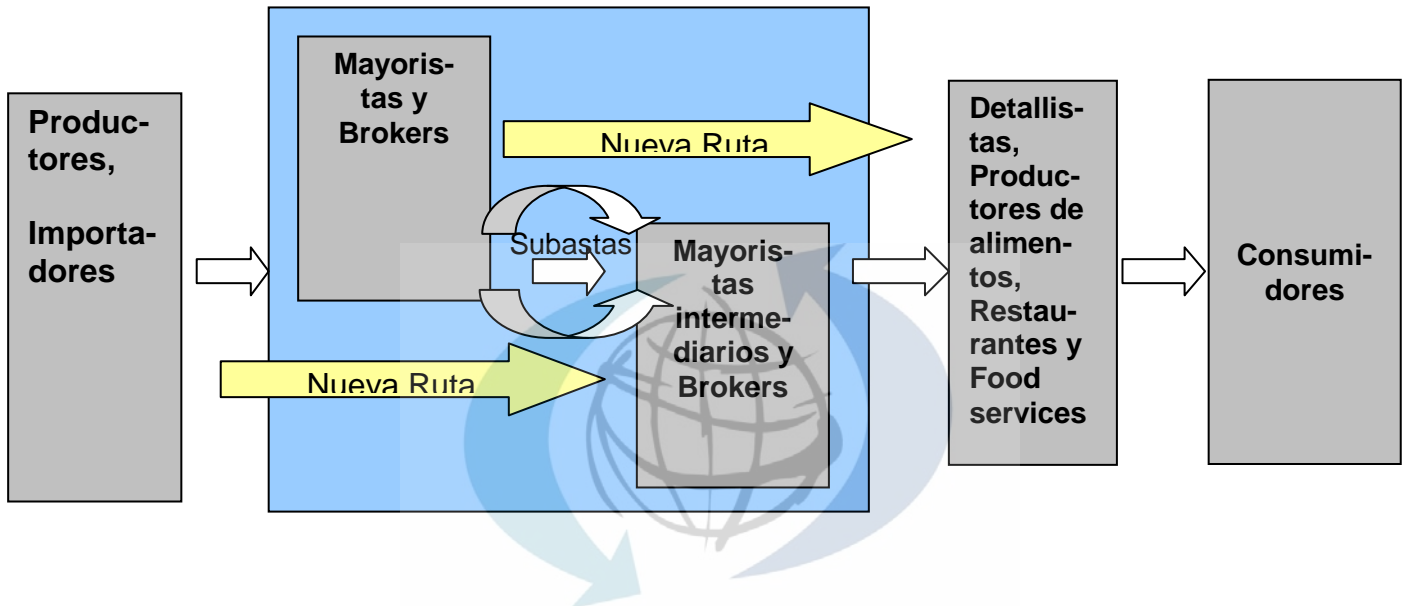 Produc-
tores,
Importa-
dores
Mayoris-
tas y
Brokers
Nueva Ruta
Subastas
Nueva Ruta
Mayoris-
tas
interme-
diarios y
Brokers
Detallis-
tas,
Produc-
tores de
alimen-
tos,
Restau-
rantes y
Food
services
Consumi-
dores